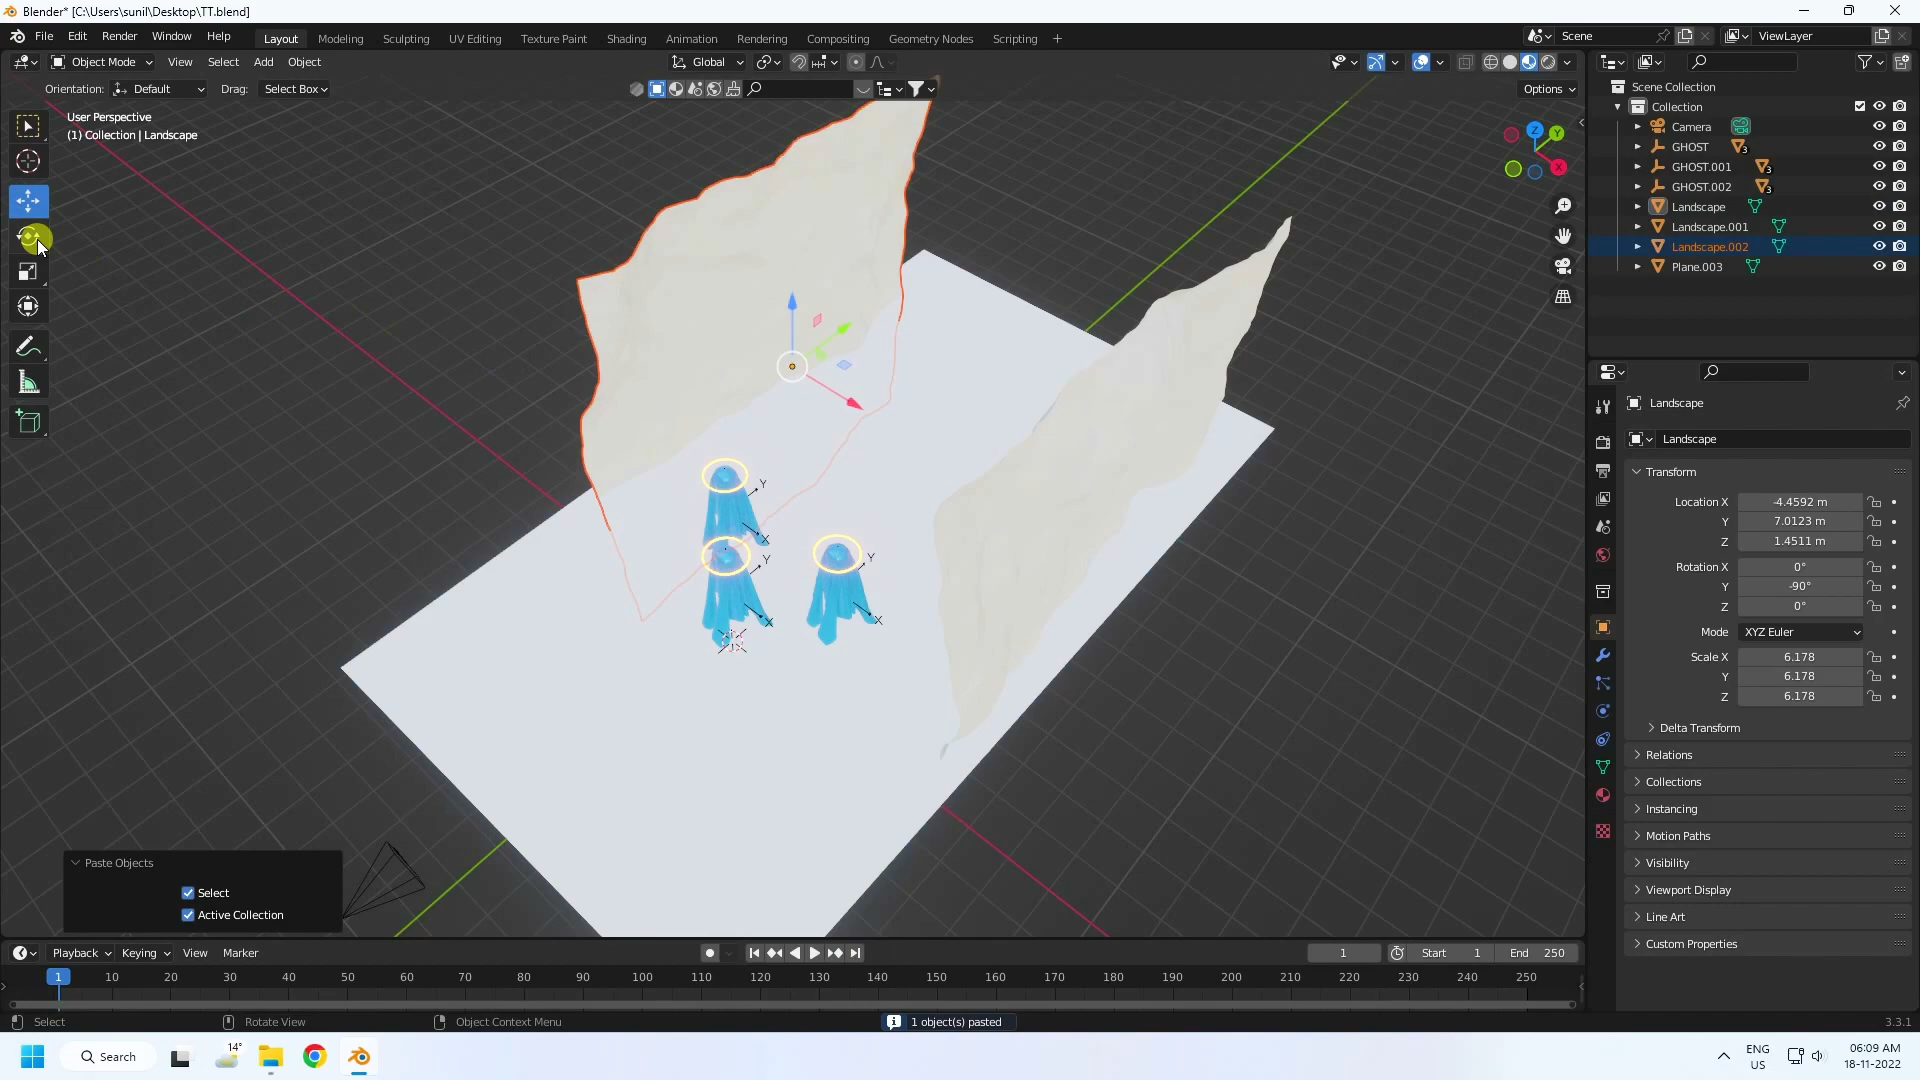 Blender* [C:\Users\sunil\Desktop\TT.blend]
File Edit Render Window Help
Layout Modeling Sculpting UV Editing Texture Paint Shading Animation Rendering Compositing Geometry Nodes Scripting +
Scene
ViewLayer
Object Mode View Select Add Object
Global
Orientation: Default Drag: Select Box
Options
User Perspective
(1) Collection | Landscape
Z
Y
X
Y
X
Y
X
Y
X
Scene Collection
Collection
Camera
GHOST 3
GHOST.001 3
GHOST.002 3
Landscape
Landscape.001
Landscape.002
Plane.003
Landscape
Landscape
Transform
Location X -4.4592 m
Y 7.0123 m
Z 1.4511 m
Rotation X 0°
Y -90°
Z 0°
Mode XYZ Euler
Scale X 6.178
Y 6.178
Z 6.178
Delta Transform
Relations
Collections
Instancing
Motion Paths
Visibility
Viewport Display
Line Art
Custom Properties
Paste Objects
Select
Active Collection
Playback Keying View Marker
1 Start 1 End 250
1 10 20 30 40 50 60 70 80 90 100 110 120 130 140 150 160 170 180 190 200 210 220 230 240 250
Select Rotate View Object Context Menu
1 object(s) pasted
3.3.1
Search
14°
ENG
US
06:09 AM
18-11-2022